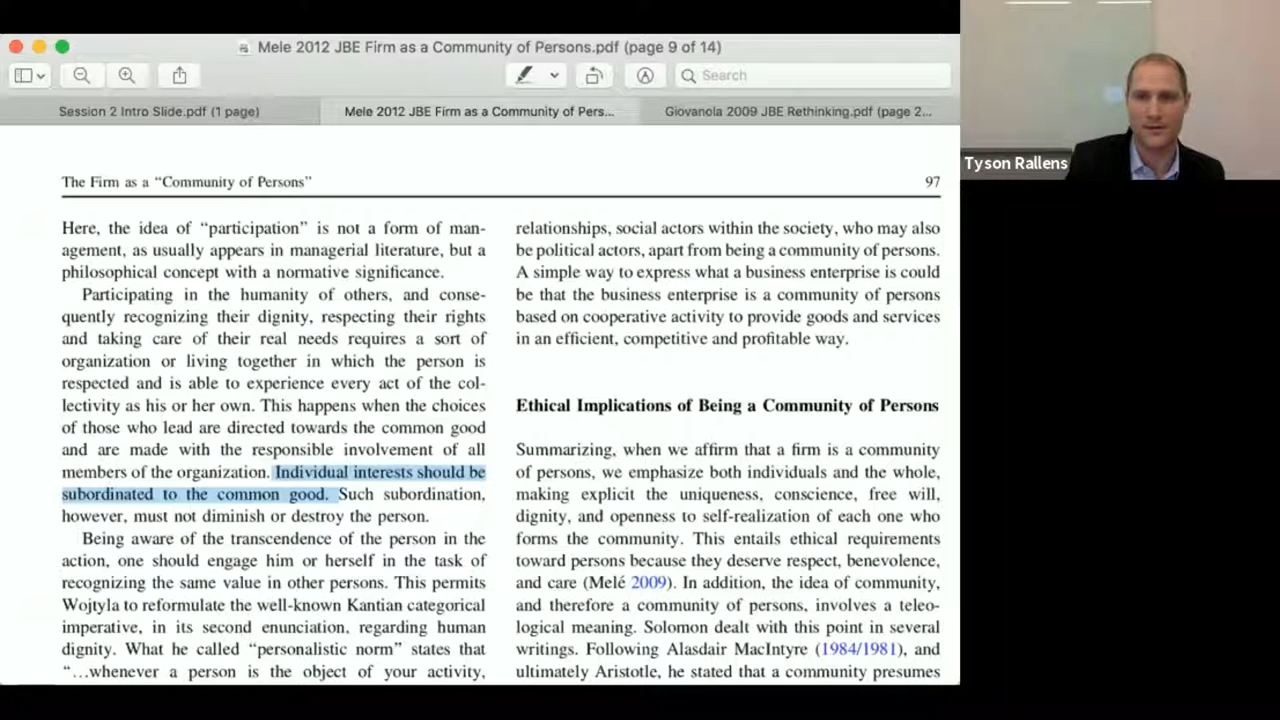 Mele 2012 JBE Firm as a Community of Persons.pdf (page 9 of 14)
Search
Session 2 Intro Slide.pdf (1 page)
Mele 2012 JBE Firm as a Community of Pers...
Giovanola 2009 JBE Rethinking.pdf (page 2...
Tyson Rallens
The Firm as a “Community of Persons”
97
Here, the idea of “participation” is not a form of man-
agement, as usually appears in managerial literature, but a
philosophical concept with a normative significance.
Participating in the humanity of others, and conse-
quently recognizing their dignity, respecting their rights
and taking care of their real needs requires a sort of
organization or living together in which the person is
respected and is able to experience every act of the col-
lectivity as his or her own. This happens when the choices
of those who lead are directed towards the common good
and are made with the responsible involvement of all
members of the organization. Individual interests should be
subordinated to the common good. Such subordination,
however, must not diminish or destroy the person.
Being aware of the transcendence of the person in the
action, one should engage him or herself in the task of
recognizing the same value in other persons. This permits
Wojtyla to reformulate the well-known Kantian categorical
imperative, in its second enunciation, regarding human
dignity. What he called “personalistic norm” states that
“…whenever a person is the object of your activity,
relationships, social actors within the society, who may also
be political actors, apart from being a community of persons.
A simple way to express what a business enterprise is could
be that the business enterprise is a community of persons
based on cooperative activity to provide goods and services
in an efficient, competitive and profitable way.
Ethical Implications of Being a Community of Persons
Summarizing, when we affirm that a firm is a community
of persons, we emphasize both individuals and the whole,
making explicit the uniqueness, conscience, free will,
dignity, and openness to self-realization of each one who
forms the community. This entails ethical requirements
toward persons because they deserve respect, benevolence,
and care (Melé 2009). In addition, the idea of community,
and therefore a community of persons, involves a teleo-
logical meaning. Solomon dealt with this point in several
writings. Following Alasdair MacIntyre (1984/1981), and
ultimately Aristotle, he stated that a community presumes